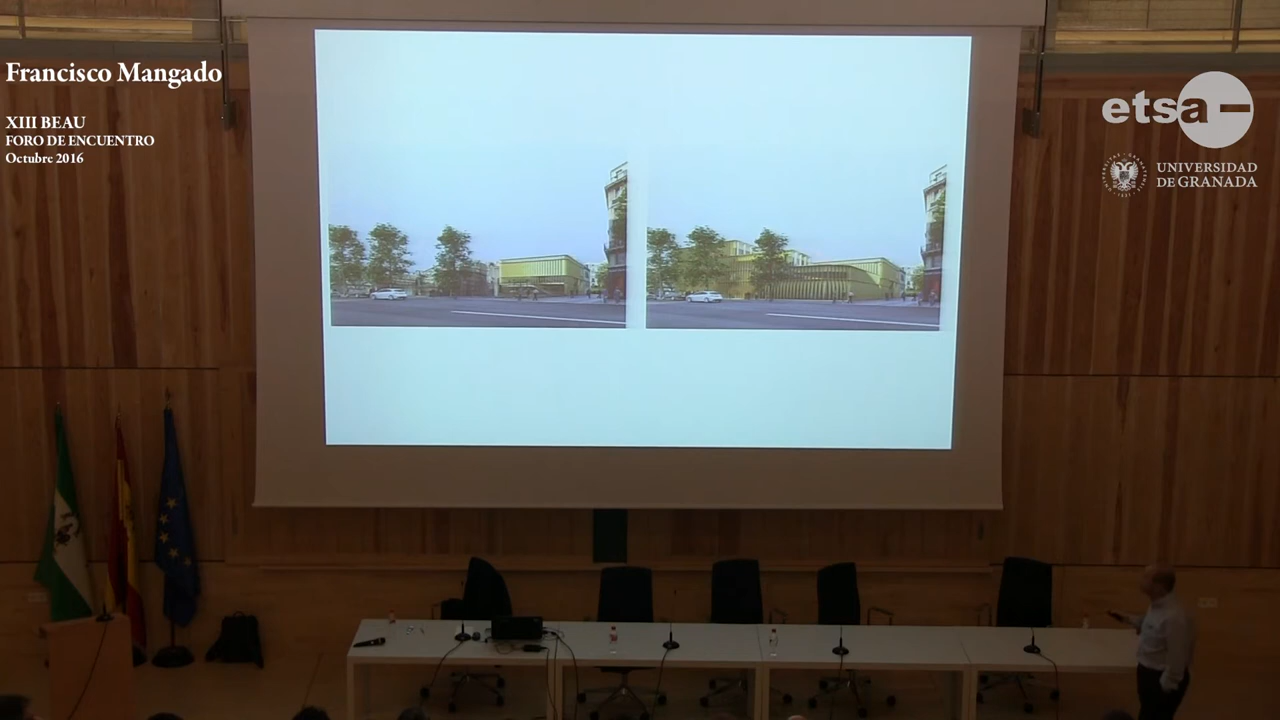 Francisco Mangado
XIII BEAU
FORO DE ENCUENTRO
Octubre 2016
etsa
UNIVERSIDAD
DE GRANADA